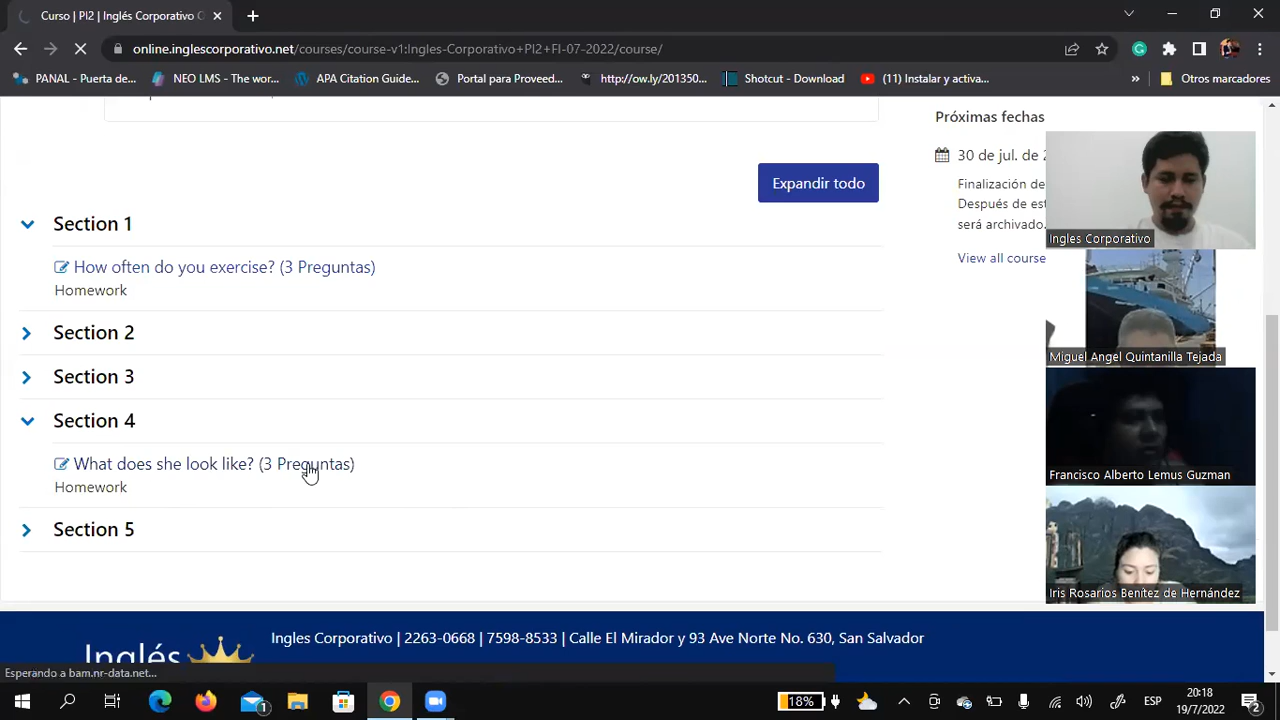 Curso | PI2 | Inglés Corporativo C
online.inglescorporativo.net/courses/course-v1:Ingles-Corporativo+PI2+FI-07-2022/course/
PANAL - Puerta de...
NEO LMS - The wor...
APA Citation Guide...
Portal para Proveed...
http://ow.ly/201350...
Shotcut - Download
(11) Instalar y activa...
»
Otros marcadores
Expandir todo
Section 1
How often do you exercise? (3 Preguntas)
Homework
Section 2
Section 3
Section 4
What does she look like? (3 Preguntas)
Homework
Section 5
Próximas fechas
30 de jul. de 2
Finalización de
Después de est
será archivado.
View all course
Ingles Corporativo
Miguel Angel Quintanilla Tejada
Francisco Alberto Lemus Guzman
Iris Rosarios Benítez de Hernández
Inglés
Ingles Corporativo | 2263-0668 | 7598-8533 | Calle El Mirador y 93 Ave Norte No. 630, San Salvador
Esperando a bam.nr-data.net...
1
18%
ESP
20:18
19/7/2022
2